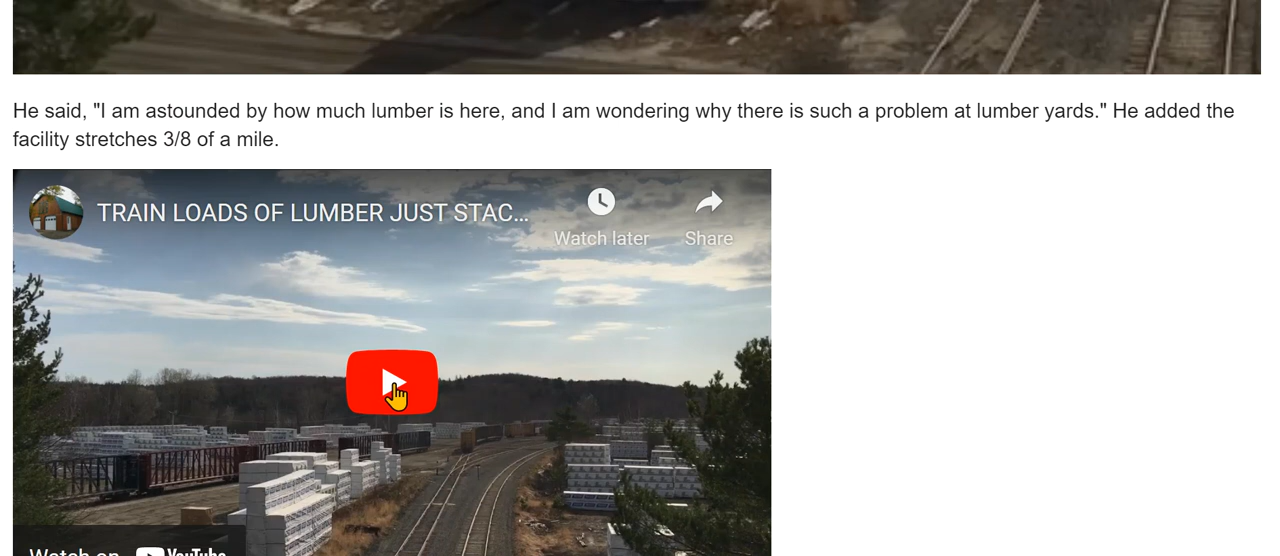 He said, "I am astounded by how much lumber is here, and I am wondering why there is such a problem at lumber yards." He added the
facility stretches 3/8 of a mile.
TRAIN LOADS OF LUMBER JUST STAC...
Watch later
Share
Watch on YouTube